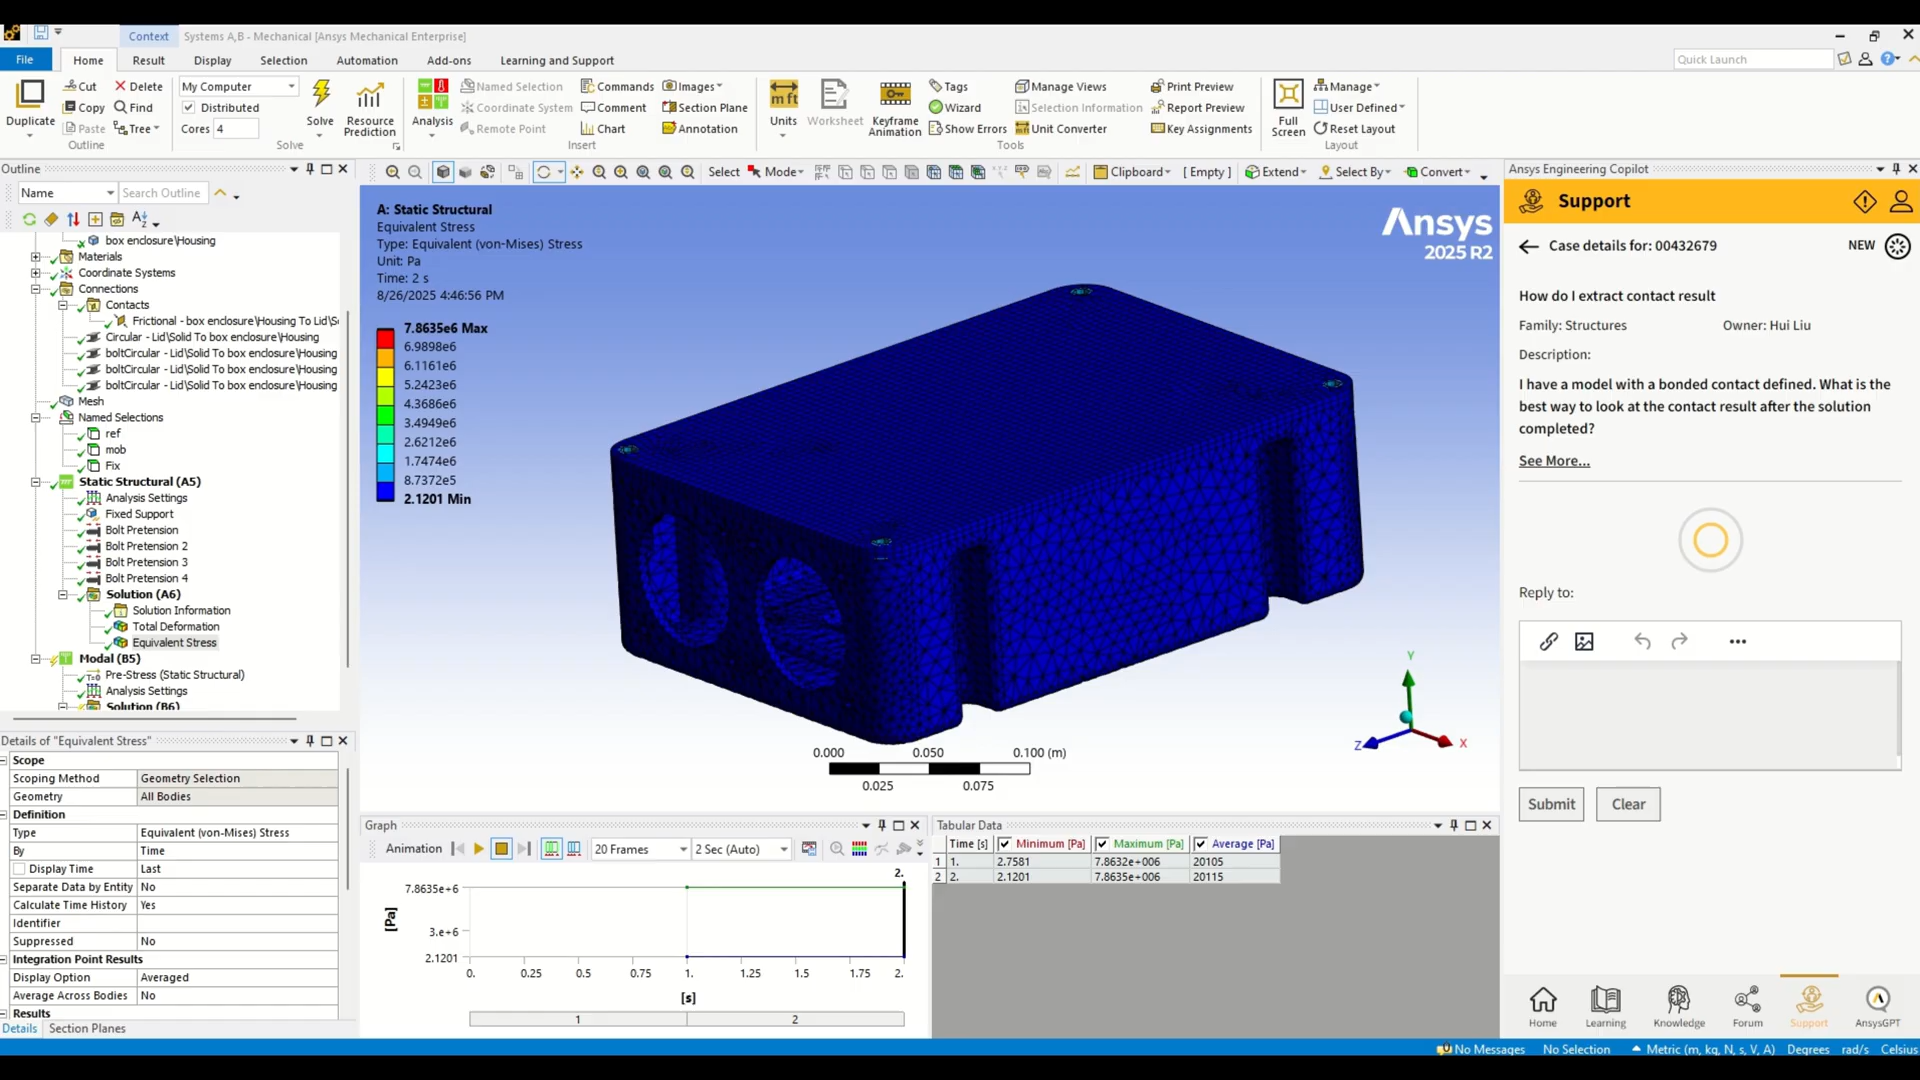 Context
Systems A,B - Mechanical [Ansys Mechanical Enterprise]
File
Home
Result
Display
Selection
Automation
Add-ons
Learning and Support
Quick Launch
Duplicate
Cut
Copy
Paste
Delete
Find
Tree
Outline
My Computer
Distributed
Cores 4
Solve
Resource Prediction
Solve
Analysis
Named Selection
Coordinate System
Remote Point
Commands
Comment
Chart
Images
Section Plane
Annotation
Insert
Units
Worksheet
Keyframe Animation
Tags
Wizard
Show Errors
Manage Views
Selection Information
Unit Converter
Print Preview
Report Preview
Key Assignments
Tools
Full Screen
Manage
User Defined
Reset Layout
Layout
Outline
Name
Search Outline
box enclosure\Housing
Materials
Coordinate Systems
Connections
Contacts
Frictional - box enclosure\Housing To Lid\S
Circular - Lid\Solid To box enclosure\Housing
boltCircular - Lid\Solid To box enclosure\Housing
boltCircular - Lid\Solid To box enclosure\Housing
boltCircular - Lid\Solid To box enclosure\Housing
Mesh
Named Selections
ref
mob
Fix
Static Structural (A5)
Analysis Settings
Fixed Support
Bolt Pretension
Bolt Pretension 2
Bolt Pretension 3
Bolt Pretension 4
Solution (A6)
Solution Information
Total Deformation
Equivalent Stress
Modal (B5)
Pre-Stress (Static Structural)
Analysis Settings
Solution (B6)
Details of "Equivalent Stress"
Scope
Scoping Method Geometry Selection
Geometry All Bodies
Definition
Type Equivalent (von-Mises) Stress
By Time
Display Time Last
Separate Data by Entity No
Calculate Time History Yes
Identifier
Suppressed No
Integration Point Results
Display Option Averaged
Average Across Bodies No
Results
Details
Section Planes
Select
Mode
Clipboard
[ Empty ]
Extend
Select By
Convert
A: Static Structural
Equivalent Stress
Type: Equivalent (von-Mises) Stress
Unit: Pa
Time: 2 s
8/26/2025 4:46:56 PM
7.8635e6 Max
6.9898e6
6.1161e6
5.2423e6
4.3686e6
3.4949e6
2.6212e6
1.7474e6
8.7372e5
2.1201 Min
Ansys
2025 R2
Y
Z
X
0.000 0.050 0.100 (m)
0.025 0.075
Graph
Animation
20 Frames
2 Sec (Auto)
2.
7.8635e+6
3.e+6
2.1201
[Pa]
0. 0.25 0.5 0.75 1. 1.25 1.5 1.75 2.
[s]
1 2
Tabular Data
Time [s] Minimum [Pa] Maximum [Pa] Average [Pa]
1 1. 2.7581 7.8632e+006 20105
2 2. 2.1201 7.8635e+006 20115
Ansys Engineering Copilot
Support
Case details for: 00432679
NEW
How do I extract contact result
Family: Structures
Owner: Hui Liu
Description:
I have a model with a bonded contact defined. What is the
best way to look at the contact result after the solution
completed?
See More...
Reply to:
Submit
Clear
Home
Learning
Knowledge
Forum
Support
AnsysGPT
No Messages
No Selection
Metric (m, kg, N, s, V, A)
Degrees
rad/s
Celsius